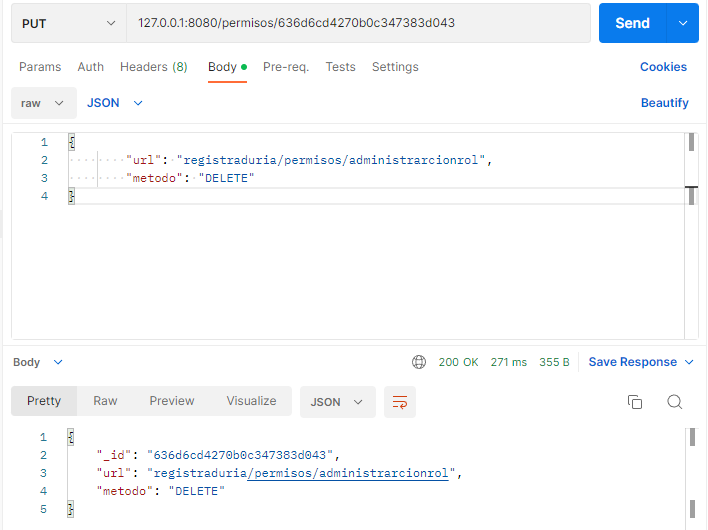 PUT 127.0.0.1:8080/permisos/636d6cd4270b0c347383d043 Send
Params Auth Headers (8) Body Pre-req. Tests Settings Cookies
raw JSON Beautify
1 {
2 "url": "registraduria/permisos/administrarcionrol",
3 "metodo": "DELETE"
4 }
Body 200 OK 271 ms 355 B Save Response
Pretty Raw Preview Visualize JSON
1 {
2 "_id": "636d6cd4270b0c347383d043",
3 "url": "registraduria/permisos/administrarcionrol",
4 "metodo": "DELETE"
5 }